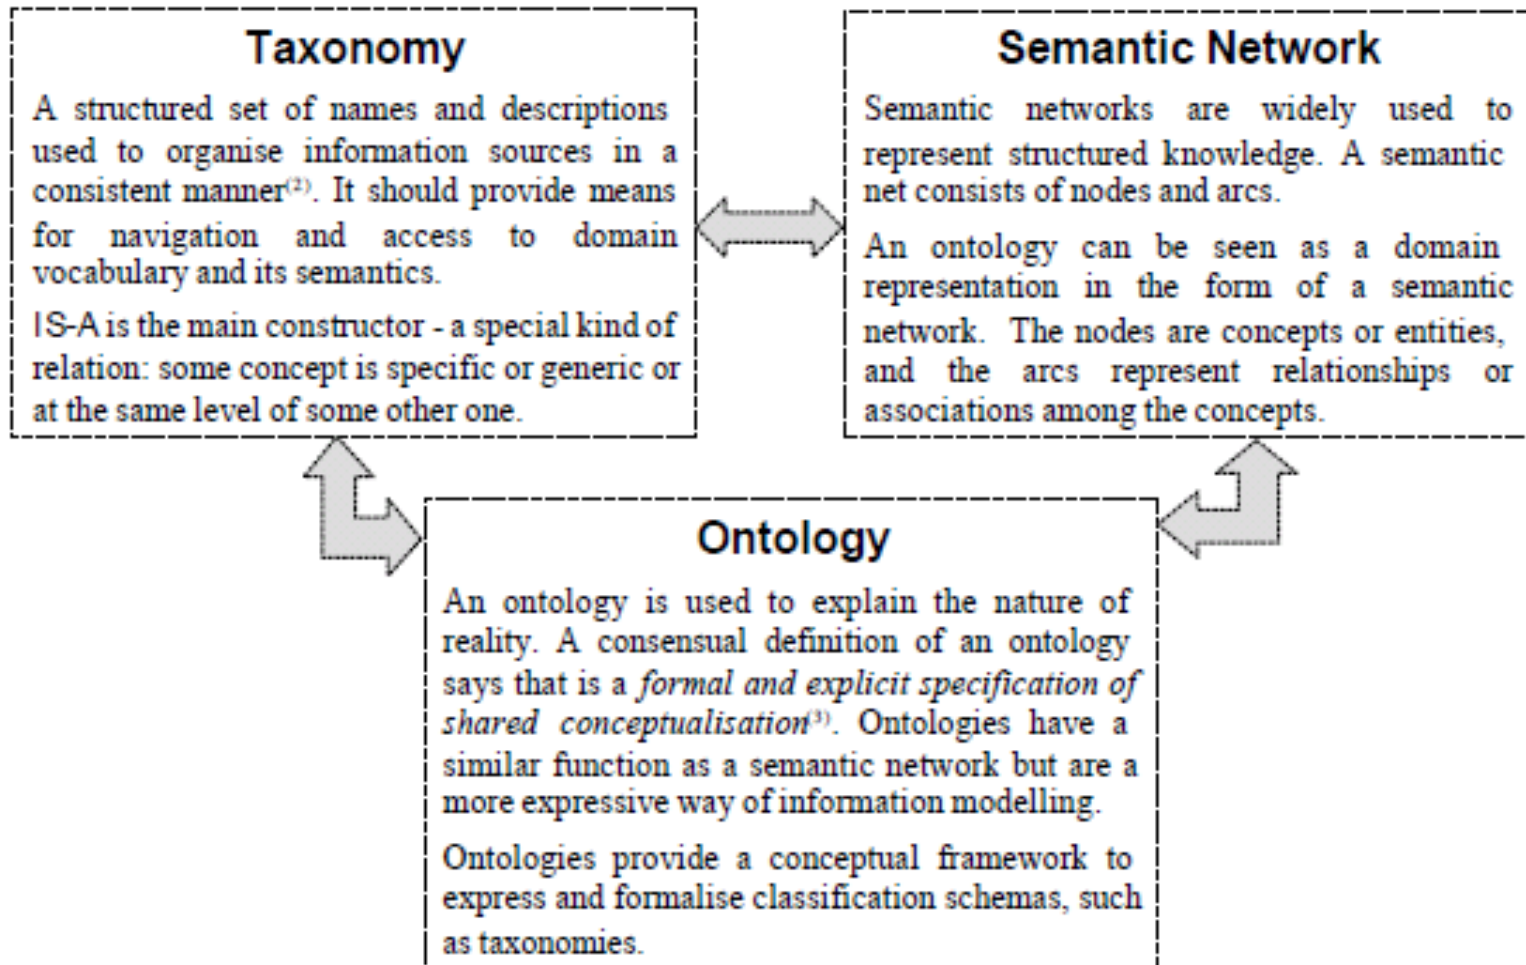 Taxonomy
A structured set of names and descriptions
used to organise information sources in a
consistent manner(2). It should provide means
for navigation and access to domain
vocabulary and its semantics.
IS-A is the main constructor - a special kind of
relation: some concept is specific or generic or
at the same level of some other one.
Semantic Network
Semantic networks are widely used to
represent structured knowledge. A semantic
net consists of nodes and arcs.
An ontology can be seen as a domain
representation in the form of a semantic
network. The nodes are concepts or entities,
and the arcs represent relationships or
associations among the concepts.
Ontology
An ontology is used to explain the nature of
reality. A consensual definition of an ontology
says that is a formal and explicit specification of
shared conceptualisation(3). Ontologies have a
similar function as a semantic network but are a
more expressive way of information modelling.
Ontologies provide a conceptual framework to
express and formalise classification schemas, such
as taxonomies.